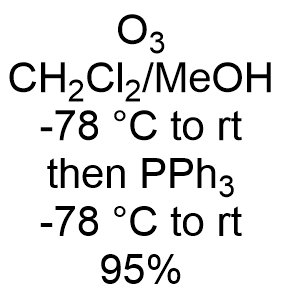 O₃
CH₂Cl₂/MeOH
-78 °C to rt
then PPh₃
-78 °C to rt
95%